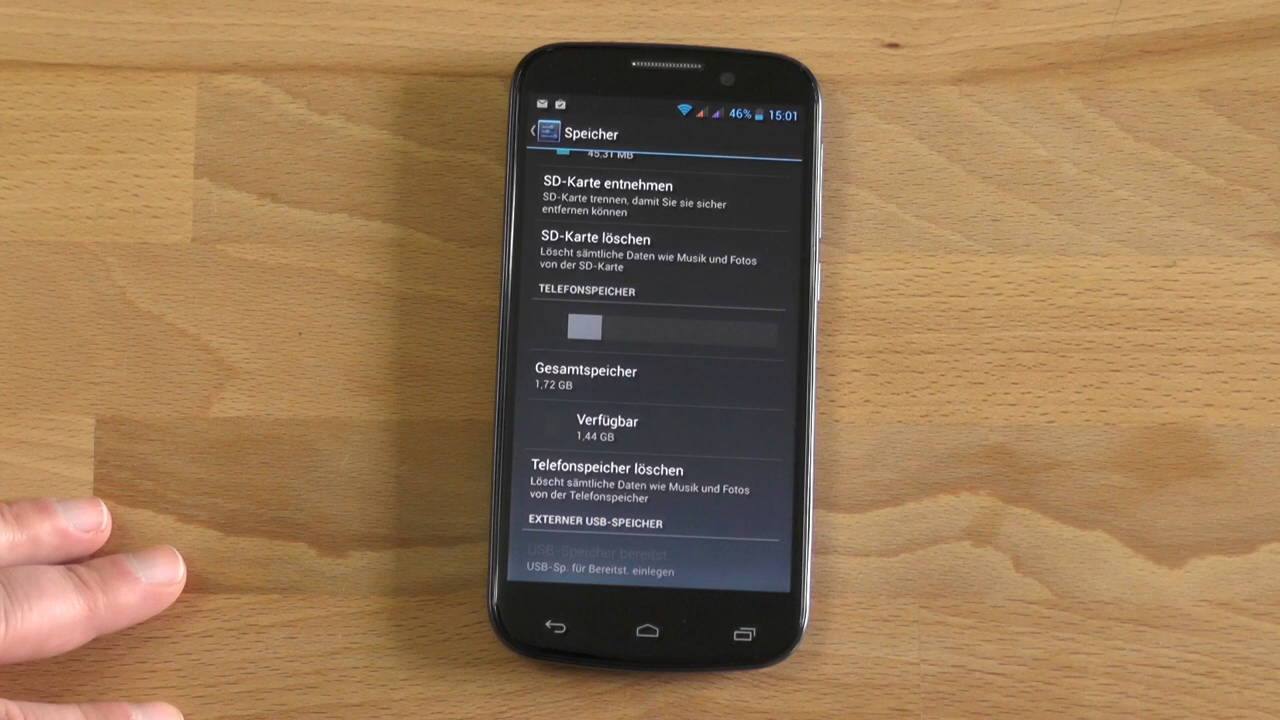 46% 15:01
Speicher
45,31 MB
SD-Karte entnehmen
SD-Karte trennen, damit Sie sie sicher
entfernen können
SD-Karte löschen
Löscht sämtliche Daten wie Musik und Fotos
von der SD-Karte
TELEFONSPEICHER
Gesamtspeicher
1,72 GB
Verfügbar
1,44 GB
Telefonspeicher löschen
Löscht sämtliche Daten wie Musik und Fotos
von der Telefonspeicher
EXTERNER USB-SPEICHER
USB-Speicher bereitst.
USB-Sp. für Bereitst. einlegen